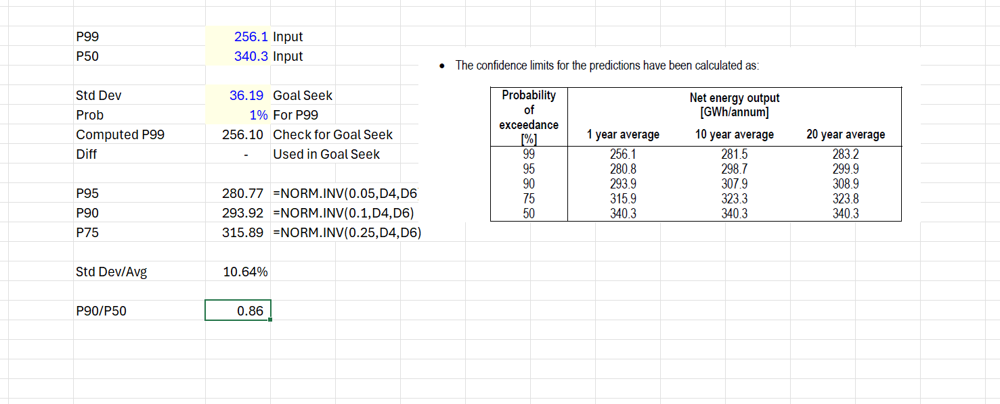 P99 256.1 Input
P50 340.3 Input
Std Dev 36.19 Goal Seek
Prob 1% For P99
Computed P99 256.10 Check for Goal Seek
Diff - Used in Goal Seek
P95 280.77 =NORM.INV(0.05,D4,D6
P90 293.92 =NORM.INV(0.1,D4,D6)
P75 315.89 =NORM.INV(0.25,D4,D6)
Std Dev/Avg 10.64%
P90/P50 0.86
• The confidence limits for the predictions have been calculated as:
Probability
of
exceedance
[%]
Net energy output
[GWh/annum]
1 year average 10 year average 20 year average
99 256.1 281.5 283.2
95 280.8 298.7 299.9
90 293.9 307.9 308.9
75 315.9 323.3 323.8
50 340.3 340.3 340.3